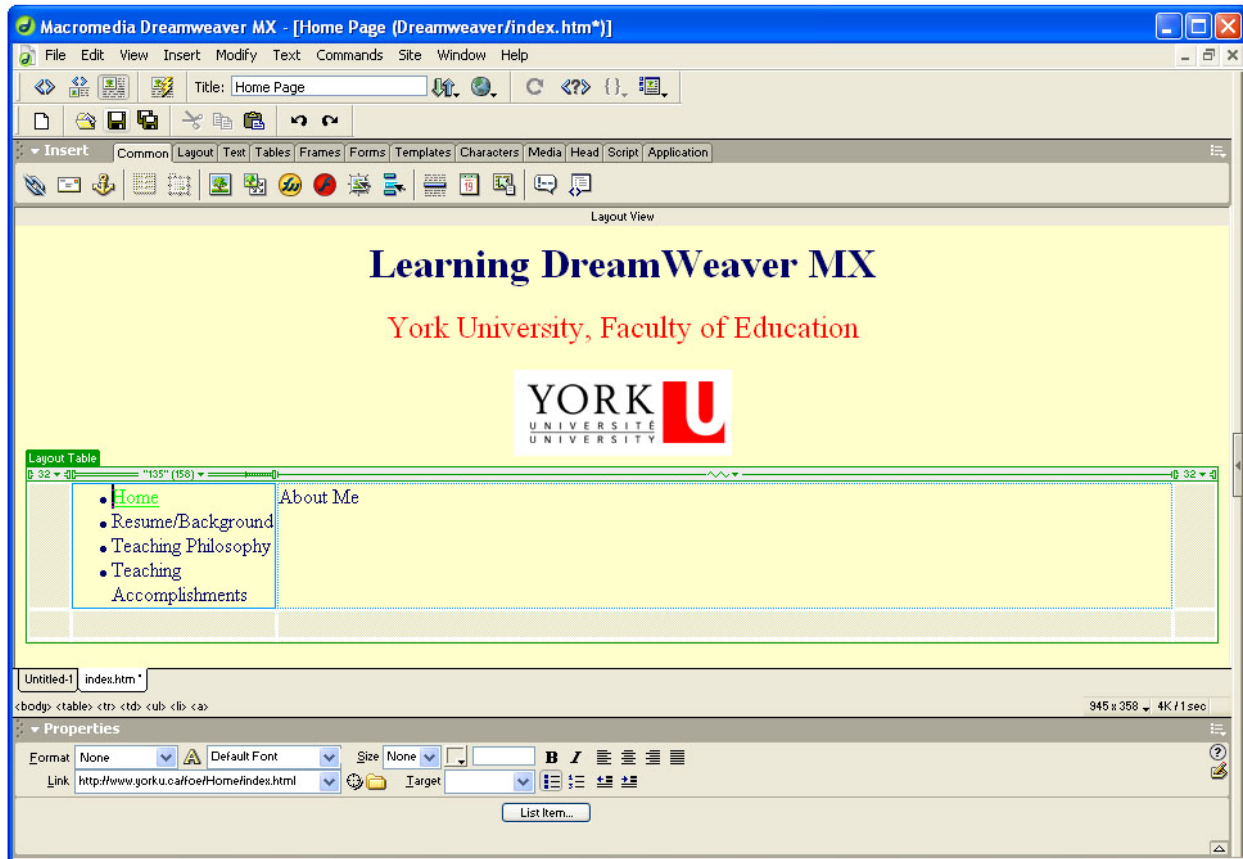 Macromedia Dreamweaver MX - [Home Page (Dreamweaver/index.htm*)]
File Edit View Insert Modify Text Commands Site Window Help
Title: Home Page
Insert Common Layout Text Tables Frames Forms Templates Characters Media Head Script Application
Layout View
Learning DreamWeaver MX
York University, Faculty of Education
YORK U
UNIVERSITÉ
UNIVERSITY
Layout Table
32 "135" (158) 32
• Home About Me
• Resume/Background
• Teaching Philosophy
• Teaching
Accomplishments
Untitled-1 index.htm*
<body> <table> <tr> <td> <ul> <li> <a> 945 x 358 4K / 1 sec
Properties
Format None Default Font Size None B I
Link http://www.yorku.ca/foe/Home/index.html Target
List Item...